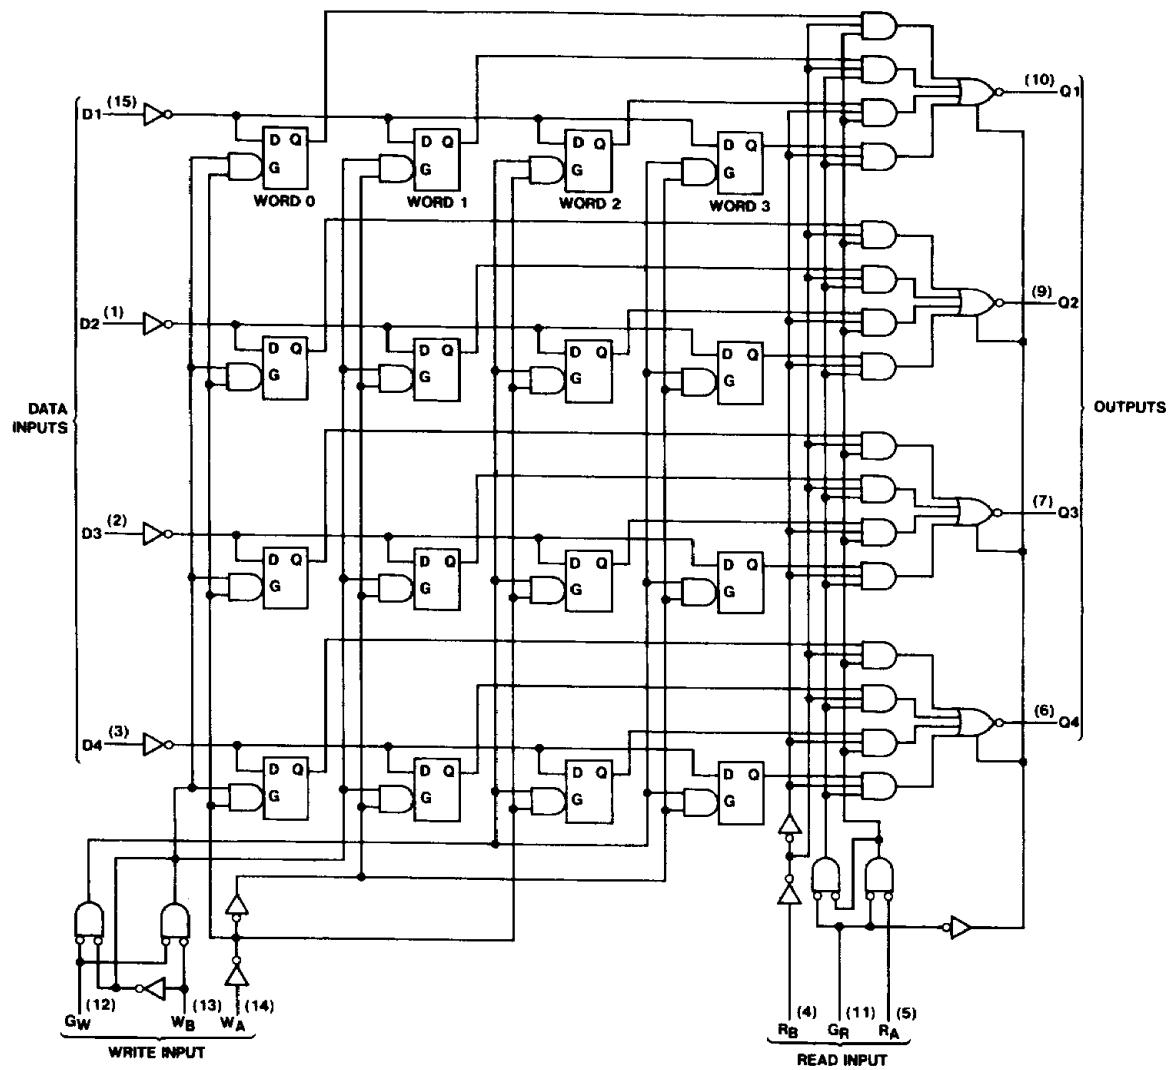 (10) Q1
(15)
D1
D Q
G
D Q
G
D Q
G
D Q
G
WORD 0
WORD 1
WORD 2
WORD 3
(9)
Q2
(1)
D2
D Q
G
D Q
G
D Q
G
D Q
G
DATA
INPUTS
OUTPUTS
(7)
Q3
(2)
D3
D Q
G
D Q
G
D Q
G
D Q
G
(6)
Q4
(3)
D4
D Q
G
D Q
G
D Q
G
D Q
G
(12) (13) (14)
GW WB WA
WRITE INPUT
(4) (11) (5)
RB GR RA
READ INPUT